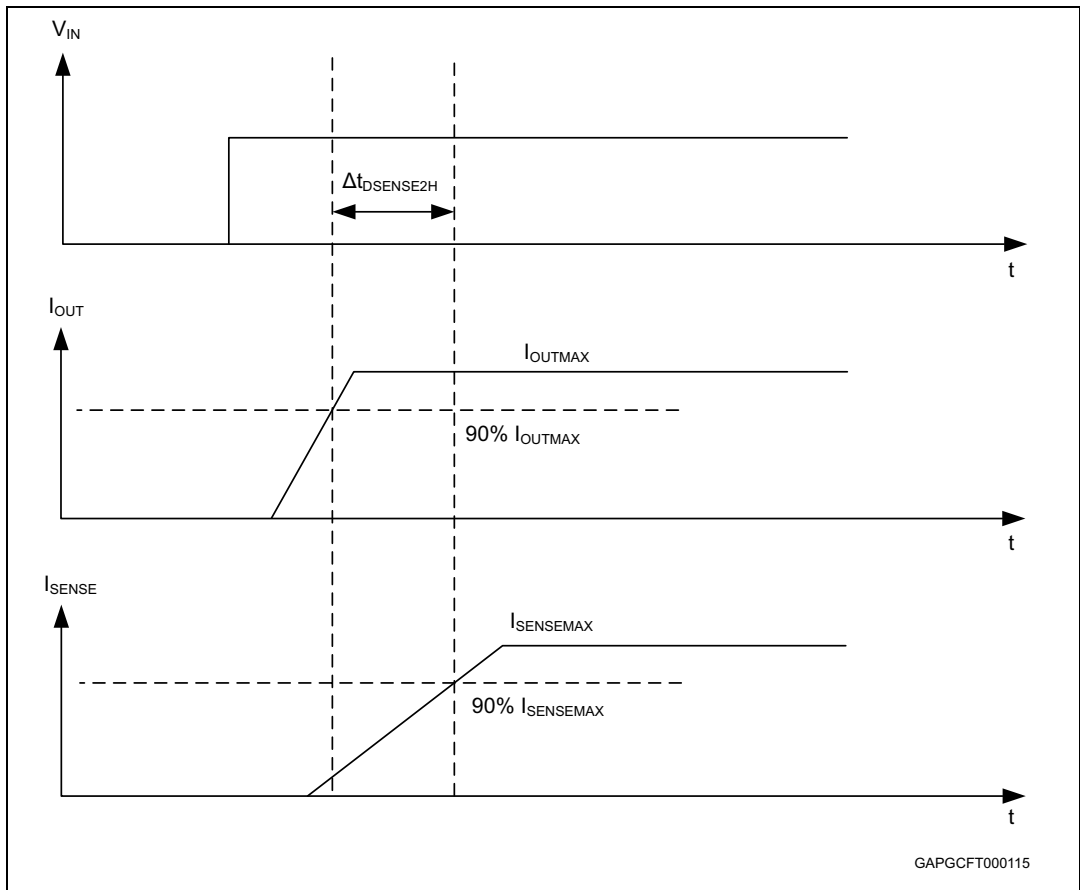 V_IN
Δt_DSENSE2H
t
I_OUT
I_OUTMAX
90% I_OUTMAX
t
I_SENSE
I_SENSEMAX
90% I_SENSEMAX
t
GAPGCFT000115